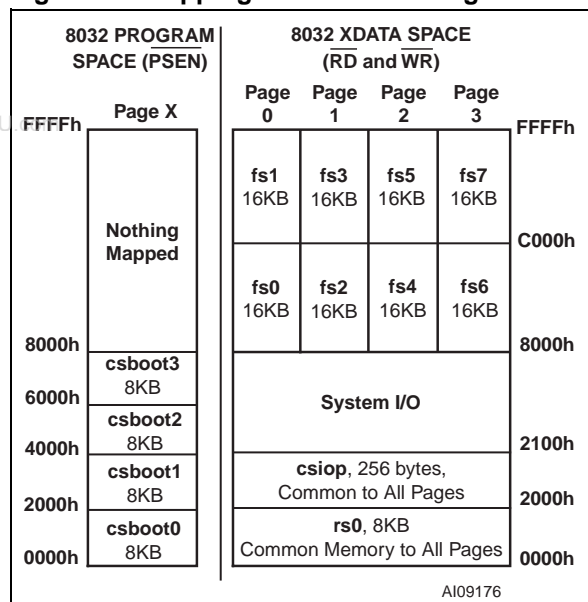 8032 PROGRAM
SPACE (PSEN)
8032 XDATA SPACE
(RD and WR)
Page X
Page 0
Page 1
Page 2
Page 3
FFFFh
FFFFh
fs1
16KB
fs3
16KB
fs5
16KB
fs7
16KB
Nothing
Mapped
C000h
fs0
16KB
fs2
16KB
fs4
16KB
fs6
16KB
8000h
8000h
csboot3
8KB
6000h
System I/O
csboot2
8KB
4000h
2100h
csboot1
8KB
csiop, 256 bytes,
Common to All Pages
2000h
2000h
csboot0
8KB
rs0, 8KB
Common Memory to All Pages
0000h
0000h
AI09176